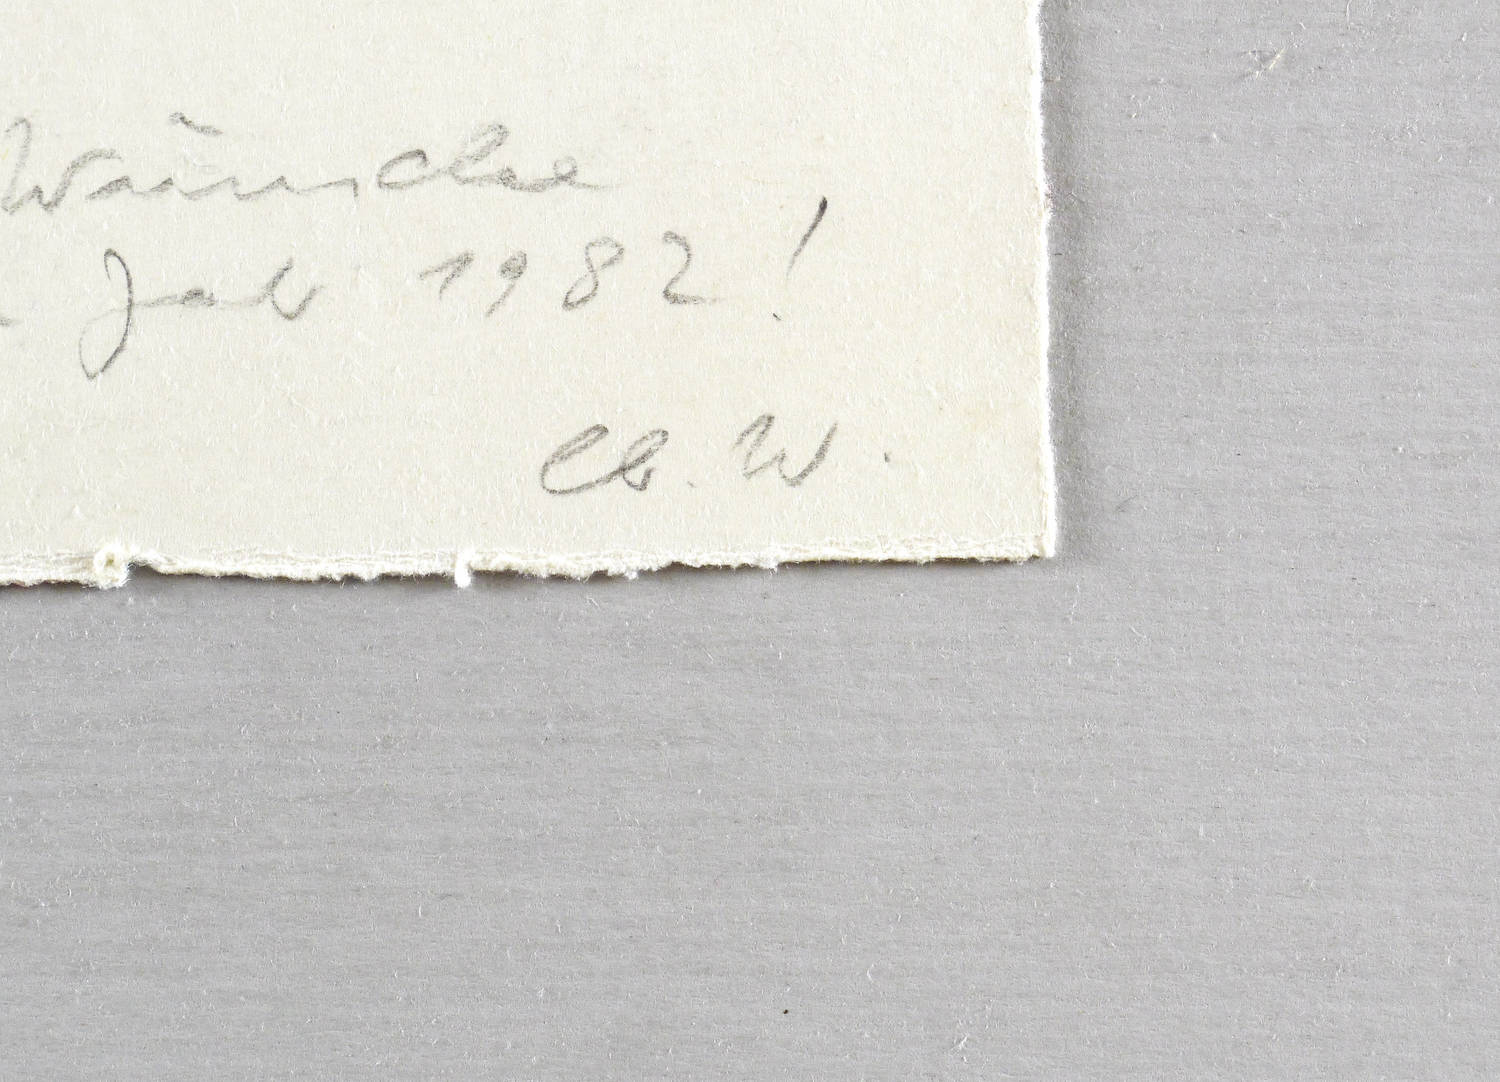 Wünsche
Jahr 1982!
Ch. W.